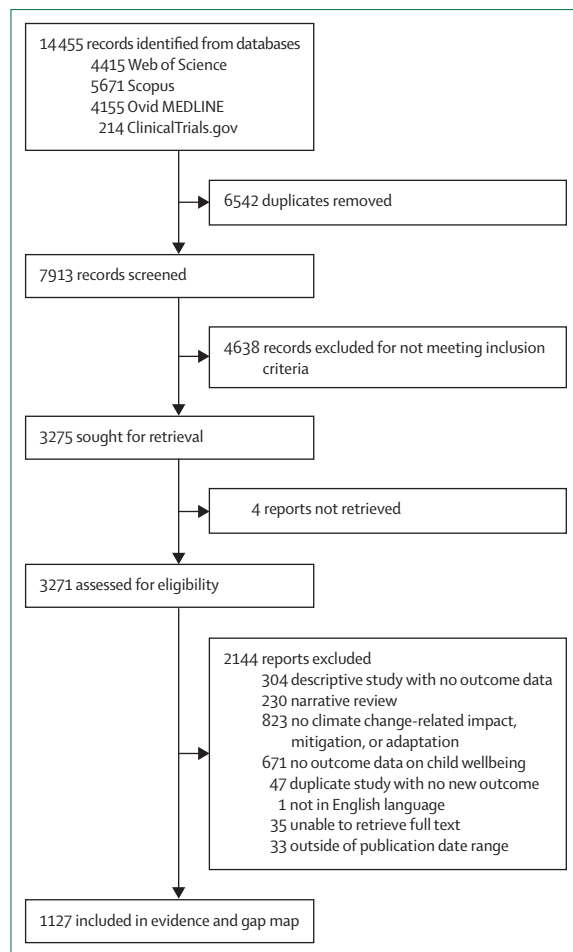 14 455 records identified from databases
4415 Web of Science
5671 Scopus
4155 Ovid MEDLINE
214 ClinicalTrials.gov
6542 duplicates removed
7913 records screened
4638 records excluded for not meeting inclusion
criteria
3275 sought for retrieval
4 reports not retrieved
3271 assessed for eligibility
2144 reports excluded
304 descriptive study with no outcome data
230 narrative review
823 no climate change-related impact,
mitigation, or adaptation
671 no outcome data on child wellbeing
47 duplicate study with no new outcome
1 not in English language
35 unable to retrieve full text
33 outside of publication date range
1127 included in evidence and gap map